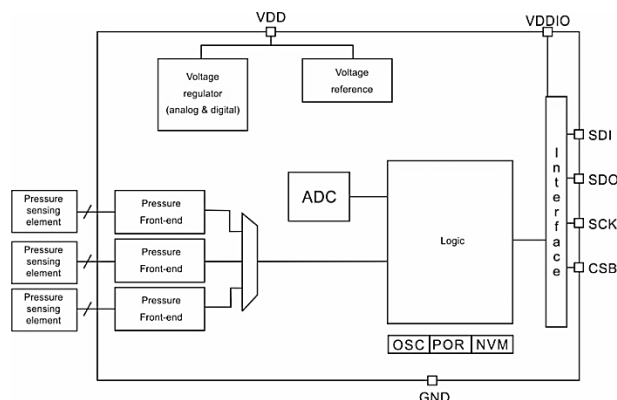 VDD
VDDIO
Voltage
regulator
(analog & digital)
Voltage
reference
SDI
SDO
SCK
CSB
Interface
ADC
Logic
Pressure
sensing
element
Pressure
Front-end
Pressure
sensing
element
Pressure
Front-end
Pressure
sensing
element
Pressure
Front-end
OSC POR NVM
GND